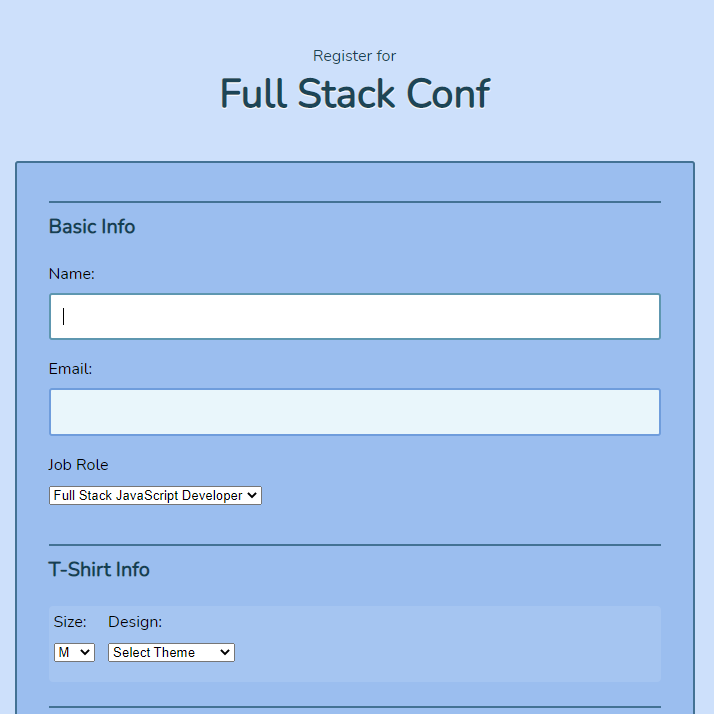 Register for
Full Stack Conf
Basic Info
Name:
Email:
Job Role
Full Stack JavaScript Developer
T-Shirt Info
Size: Design:
M Select Theme